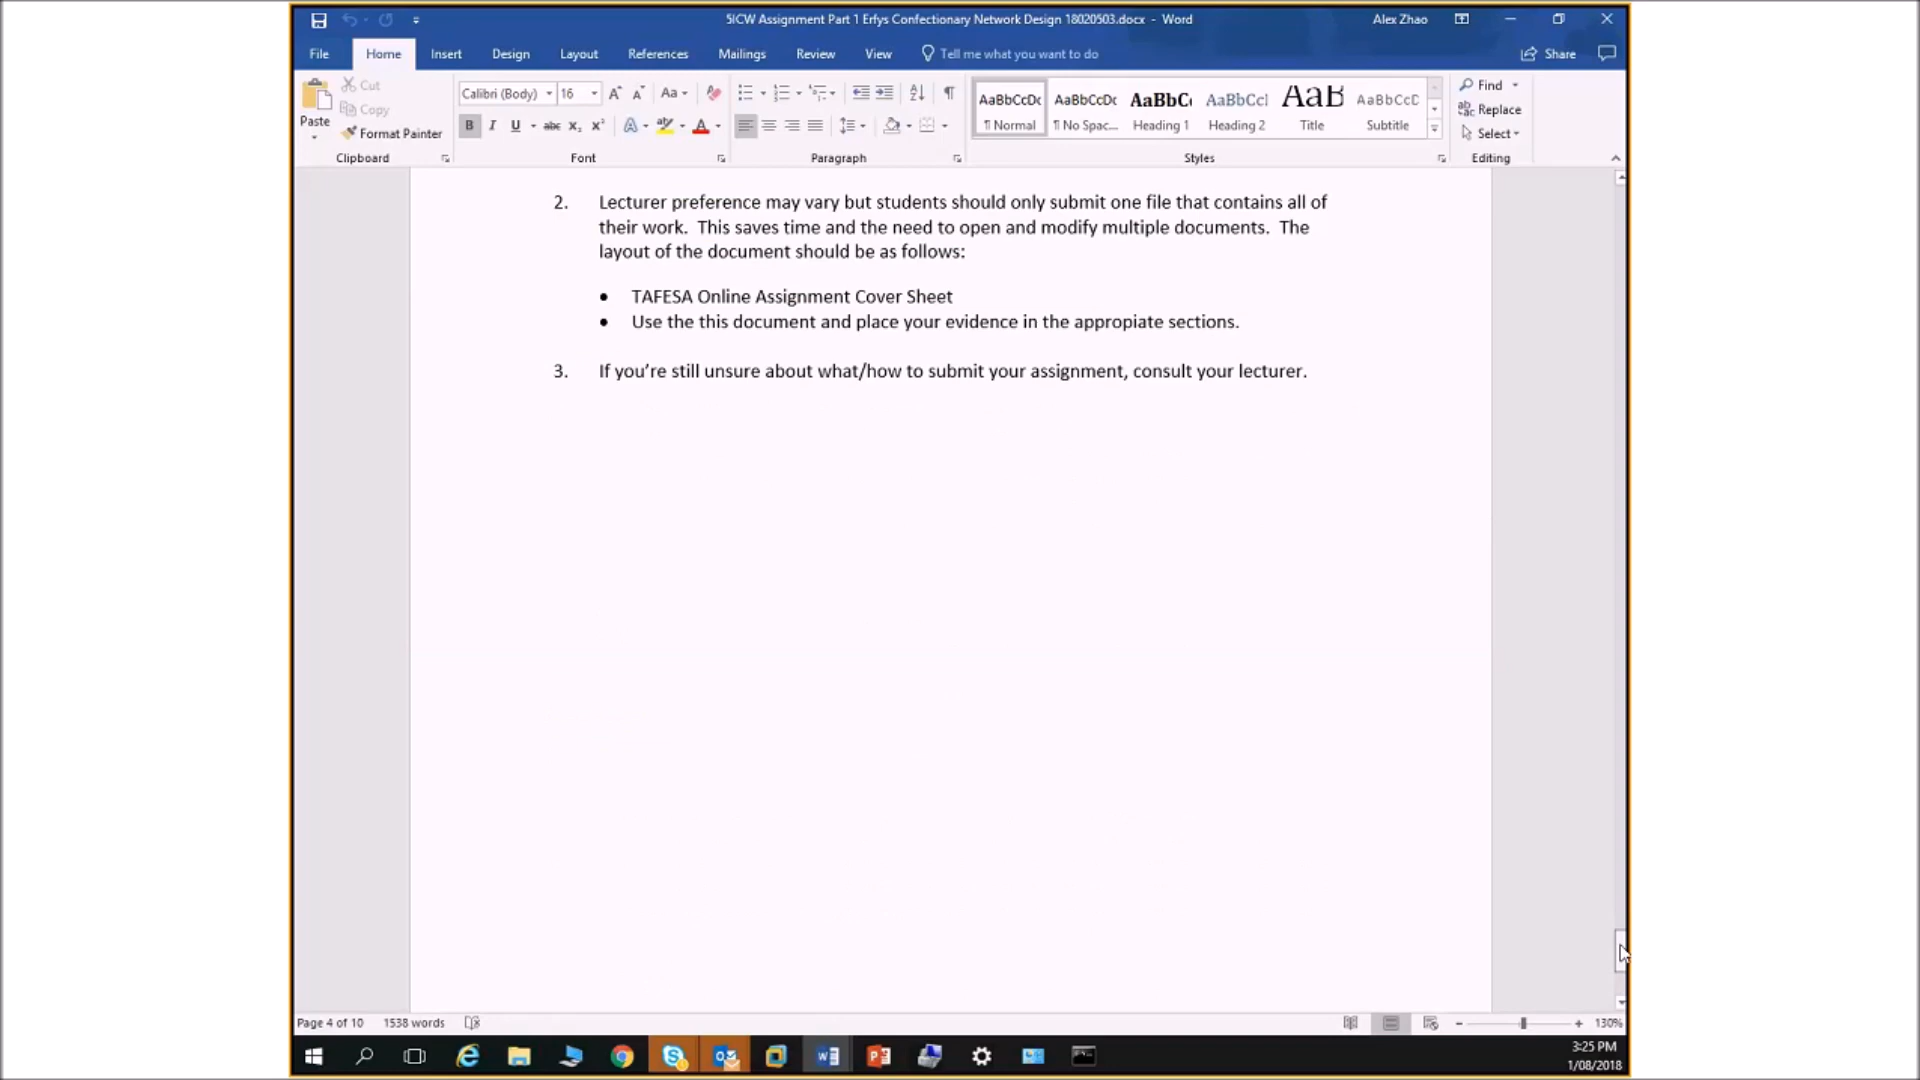 5ICW Assignment Part 1 Erfys Confectionary Network Design 18020503.docx - Word
Alex Zhao
File Home Insert Design Layout References Mailings Review View Tell me what you want to do Share
Paste
Cut
Copy
Format Painter
Clipboard
Calibri (Body) 16
Font
Paragraph
AaBbCcDc AaBbCcDc AaBbC AaBbCcl AaB AaBbCcD
¶ Normal ¶ No Spac... Heading 1 Heading 2 Title Subtitle
Styles
Find
Replace
Select
Editing
2. Lecturer preference may vary but students should only submit one file that contains all of
their work. This saves time and the need to open and modify multiple documents. The
layout of the document should be as follows:
• TAFESA Online Assignment Cover Sheet
• Use the this document and place your evidence in the appropiate sections.
3. If you're still unsure about what/how to submit your assignment, consult your lecturer.
Page 4 of 10 1538 words
130%
3:25 PM
1/08/2018